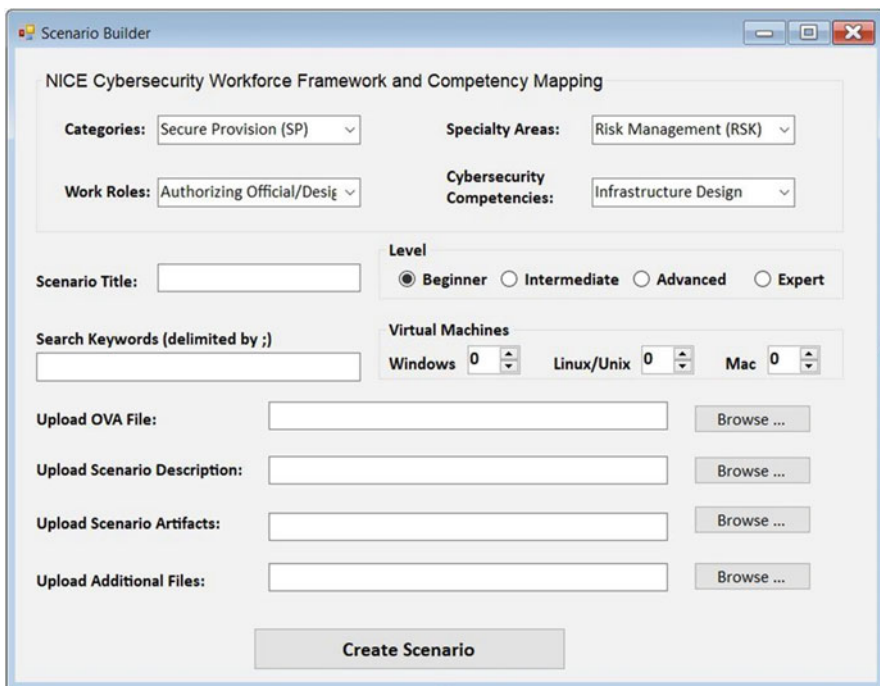 Scenario Builder
NICE Cybersecurity Workforce Framework and Competency Mapping
Categories: Secure Provision (SP) Specialty Areas: Risk Management (RSK)
Work Roles: Authorizing Official/Desig Cybersecurity Competencies: Infrastructure Design
Level
Scenario Title: Beginner Intermediate Advanced Expert
Search Keywords (delimited by ;)
Virtual Machines
Windows 0 Linux/Unix 0 Mac 0
Upload OVA File: Browse ...
Upload Scenario Description: Browse ...
Upload Scenario Artifacts: Browse ...
Upload Additional Files: Browse ...
Create Scenario